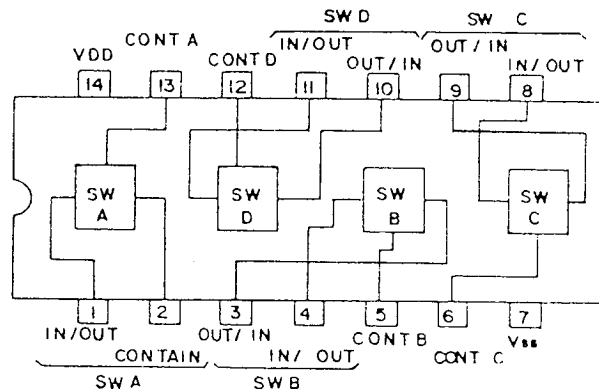 SW D SW C
CONT A IN/OUT OUT/IN
VDD CONT D OUT/IN IN/OUT
14 13 12 11 10 9 8
SW A
SW D
SW B
SW C
1 2 3 4 5 6 7
IN/OUT OUT/IN CONT B Vss
CONTAIN IN/OUT CONT C
SW A SW B